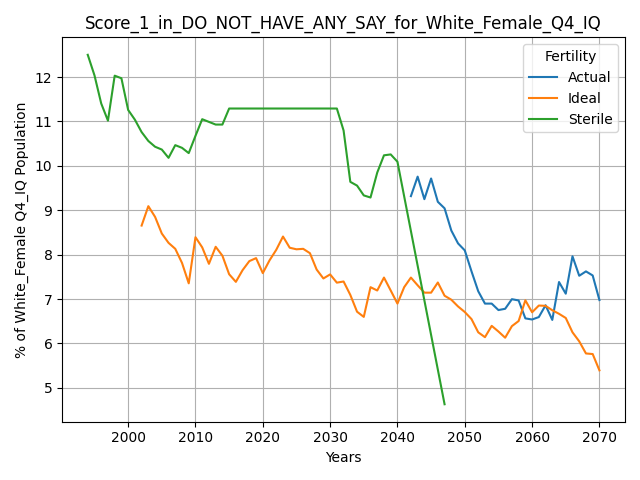 Score_1_in_DO_NOT_HAVE_ANY_SAY_for_White_Female_Q4_IQ
% of White_Female Q4_IQ Population
12
11
10
9
8
7
6
5
Fertility
Actual
Ideal
Sterile
2000 2010 2020 2030 2040 2050 2060 2070
Years